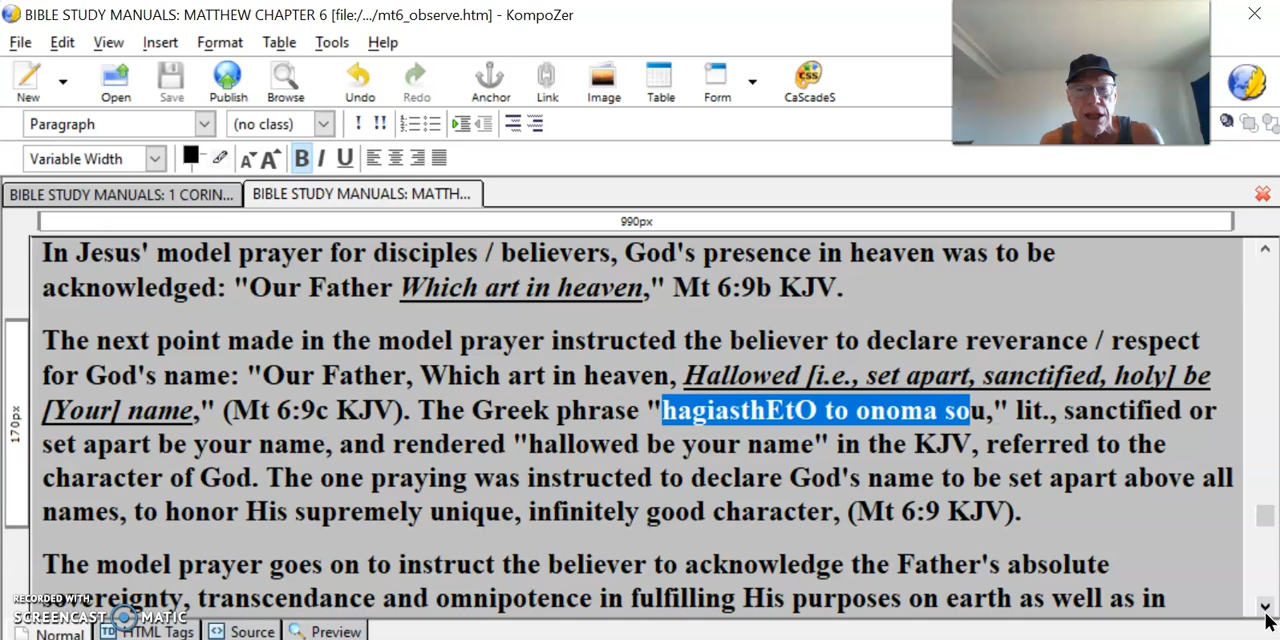 BIBLE STUDY MANUALS: MATTHEW CHAPTER 6 [file:/.../mt6_observe.htm] - KompoZer
File Edit View Insert Format Table Tools Help
New Open Save Publish Browse Undo Redo Anchor Link Image Table Form CaScadeS
Paragraph (no class) ! !!
Variable Width A A B I U
BIBLE STUDY MANUALS: 1 CORIN... BIBLE STUDY MANUALS: MATTH...
990px
170px
In Jesus' model prayer for disciples / believers, God's presence in heaven was to be
acknowledged: "Our Father Which art in heaven," Mt 6:9b KJV.
The next point made in the model prayer instructed the believer to declare reverance / respect
for God's name: "Our Father, Which art in heaven, Hallowed [i.e., set apart, sanctified, holy] be
[Your] name," (Mt 6:9c KJV). The Greek phrase "hagiasthEtO to onoma sou," lit., sanctified or
set apart be your name, and rendered "hallowed be your name" in the KJV, referred to the
character of God. The one praying was instructed to declare God's name to be set apart above all
names, to honor His supremely unique, infinitely good character, (Mt 6:9 KJV).
The model prayer goes on to instruct the believer to acknowledge the Father's absolute
sovereignty, transcendance and omnipotence in fulfilling His purposes on earth as well as in
RECORDED WITH
SCREENCAST MATIC
Normal TD HTML Tags Source Preview